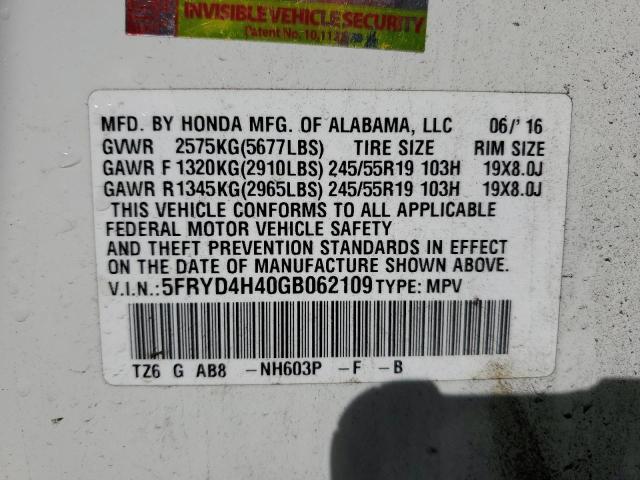 INVISIBLE VEHICLE SECURITY
Patent No.
MFD. BY HONDA MFG. OF ALABAMA, LLC 06/' 16
GVWR 2575KG(5677LBS) TIRE SIZE RIM SIZE
GAWR F 1320KG(2910LBS) 245/55R19 103H 19X8.0J
GAWR R1345KG(2965LBS) 245/55R19 103H 19X8.0J
THIS VEHICLE CONFORMS TO ALL APPLICABLE
FEDERAL MOTOR VEHICLE SAFETY
AND THEFT PREVENTION STANDARDS IN EFFECT
ON THE DATE OF MANUFACTURE SHOWN ABOVE.
V.I.N.:5FRYD4H40GB062109 TYPE: MPV
TZ6 G AB8 -NH603P -F -B